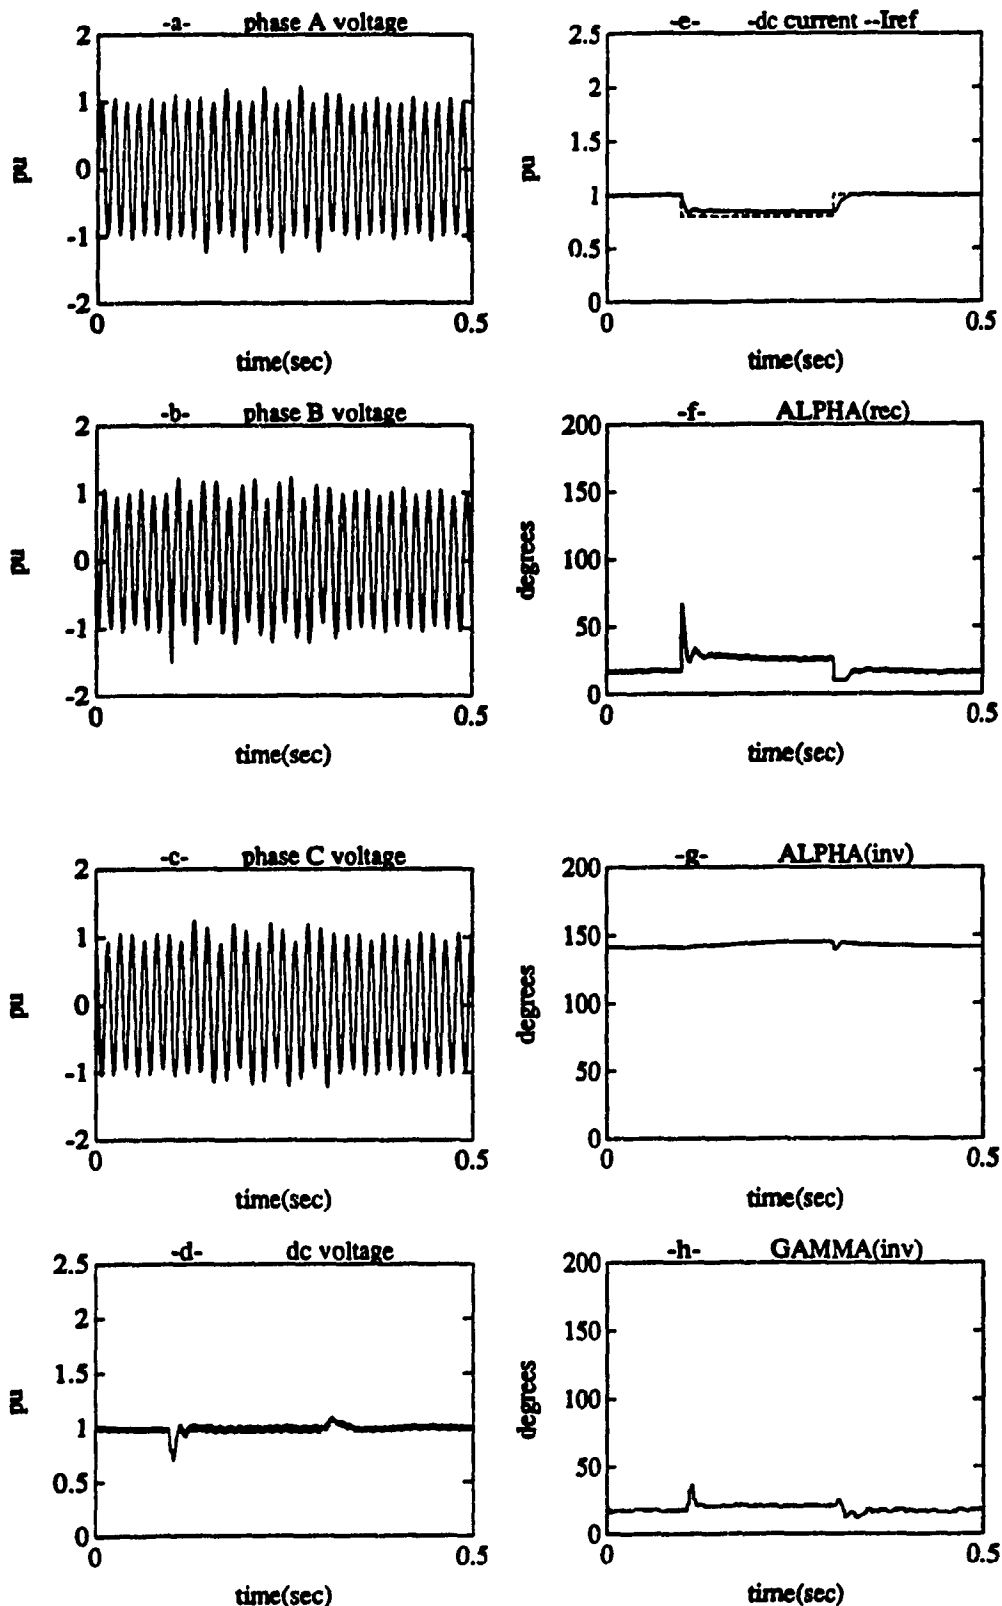 -a- phase A voltage
2
1
0
-1
-2
pu
0 0.5
time(sec)
-e- -dc current --Iref
2.5
2
1.5
1
0.5
0
pu
0 0.5
time(sec)
-b- phase B voltage
2
1
0
-1
-2
pu
0 0.5
time(sec)
-f- ALPHA(rec)
200
150
100
50
0
degrees
0 0.5
time(sec)
-c- phase C voltage
2
1
0
-1
-2
pu
0 0.5
time(sec)
-g- ALPHA(inv)
200
150
100
50
0
degrees
0 0.5
time(sec)
-d- dc voltage
2.5
2
1.5
1
0.5
0
pu
0 0.5
time(sec)
-h- GAMMA(inv)
200
150
100
50
0
degrees
0 0.5
time(sec)